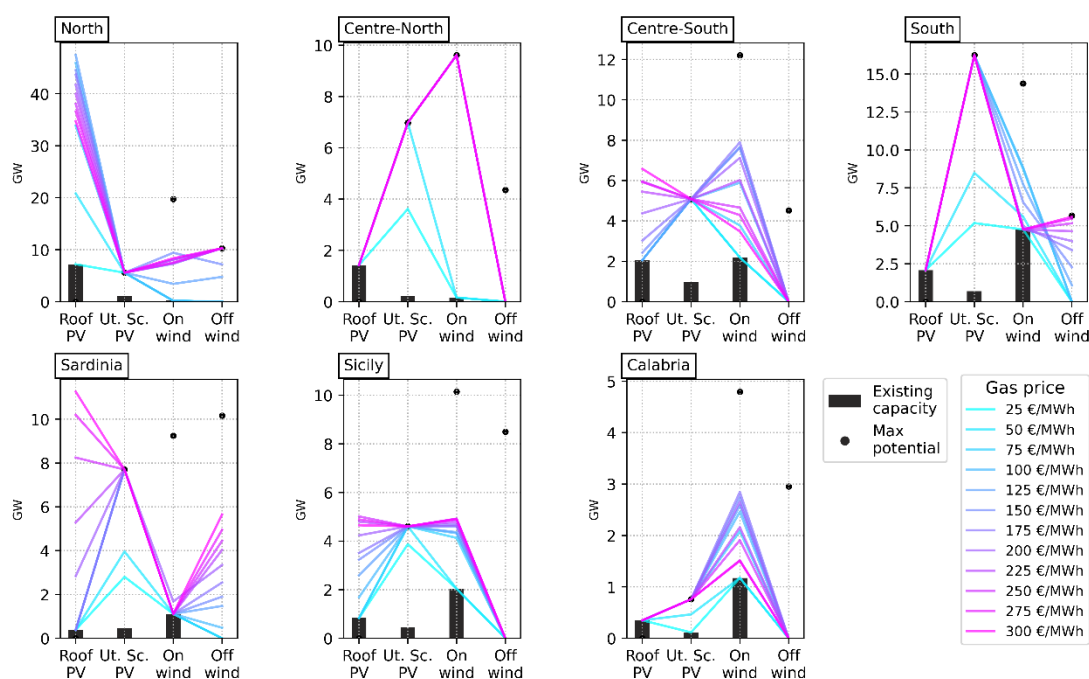 North
Centre-North
Centre-South
South
GW
40
30
20
10
0
Roof
PV
Ut. Sc.
PV
On
wind
Off
wind
GW
10
8
6
4
2
0
Roof
PV
Ut. Sc.
PV
On
wind
Off
wind
GW
12
10
8
6
4
2
0
Roof
PV
Ut. Sc.
PV
On
wind
Off
wind
GW
15.0
12.5
10.0
7.5
5.0
2.5
0.0
Roof
PV
Ut. Sc.
PV
On
wind
Off
wind
Sardinia
Sicily
Calabria
GW
10
8
6
4
2
0
Roof
PV
Ut. Sc.
PV
On
wind
Off
wind
GW
10
8
6
4
2
0
Roof
PV
Ut. Sc.
PV
On
wind
Off
wind
GW
5
4
3
2
1
0
Roof
PV
Ut. Sc.
PV
On
wind
Off
wind
Existing
capacity
Max
potential
Gas price
25 €/MWh
50 €/MWh
75 €/MWh
100 €/MWh
125 €/MWh
150 €/MWh
175 €/MWh
200 €/MWh
225 €/MWh
250 €/MWh
275 €/MWh
300 €/MWh